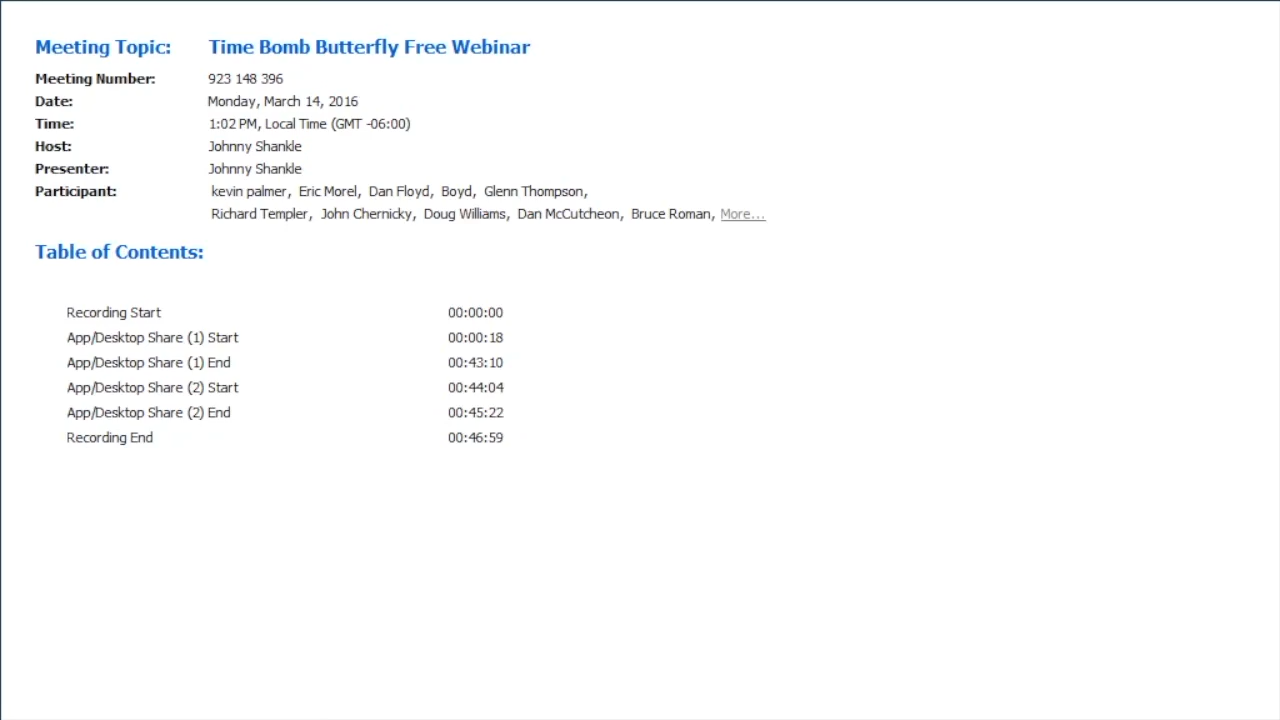 Meeting Topic: Time Bomb Butterfly Free Webinar
Meeting Number: 923 148 396
Date: Monday, March 14, 2016
Time: 1:02 PM, Local Time (GMT -06:00)
Host: Johnny Shankle
Presenter: Johnny Shankle
Participant: kevin palmer, Eric Morel, Dan Floyd, Boyd, Glenn Thompson,
Richard Templer, John Chernicky, Doug Williams, Dan McCutcheon, Bruce Roman, More...
Table of Contents:
Recording Start 00:00:00
App/Desktop Share (1) Start 00:00:18
App/Desktop Share (1) End 00:43:10
App/Desktop Share (2) Start 00:44:04
App/Desktop Share (2) End 00:45:22
Recording End 00:46:59